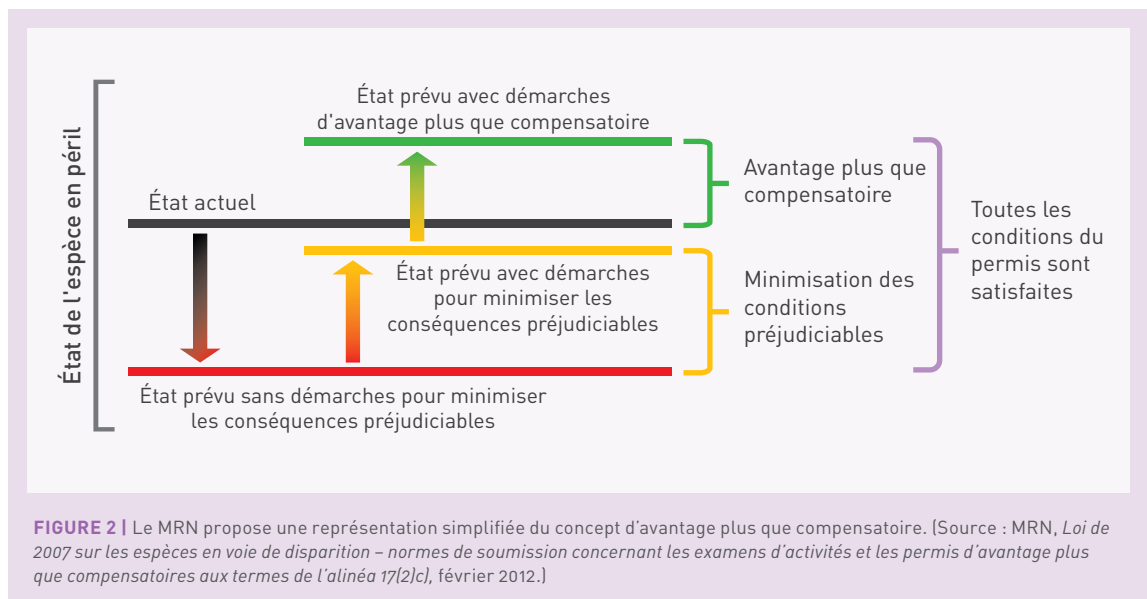 État de l'espèce en péril
État prévu avec démarches
d'avantage plus que compensatoire
État actuel
État prévu avec démarches
pour minimiser les
conséquences préjudiciables
État prévu sans démarches pour minimiser
les conséquences préjudiciables
Avantage plus que
compensatoire
Minimisation des
conditions
préjudiciables
Toutes les
conditions du
permis sont
satisfaites
FIGURE 2 | Le MRN propose une représentation simplifiée du concept d’avantage plus que compensatoire. (Source : MRN, Loi de
2007 sur les espèces en voie de disparition – normes de soumission concernant les examens d’activités et les permis d’avantage plus
que compensatoires aux termes de l’alinéa 17(2)c), février 2012.)